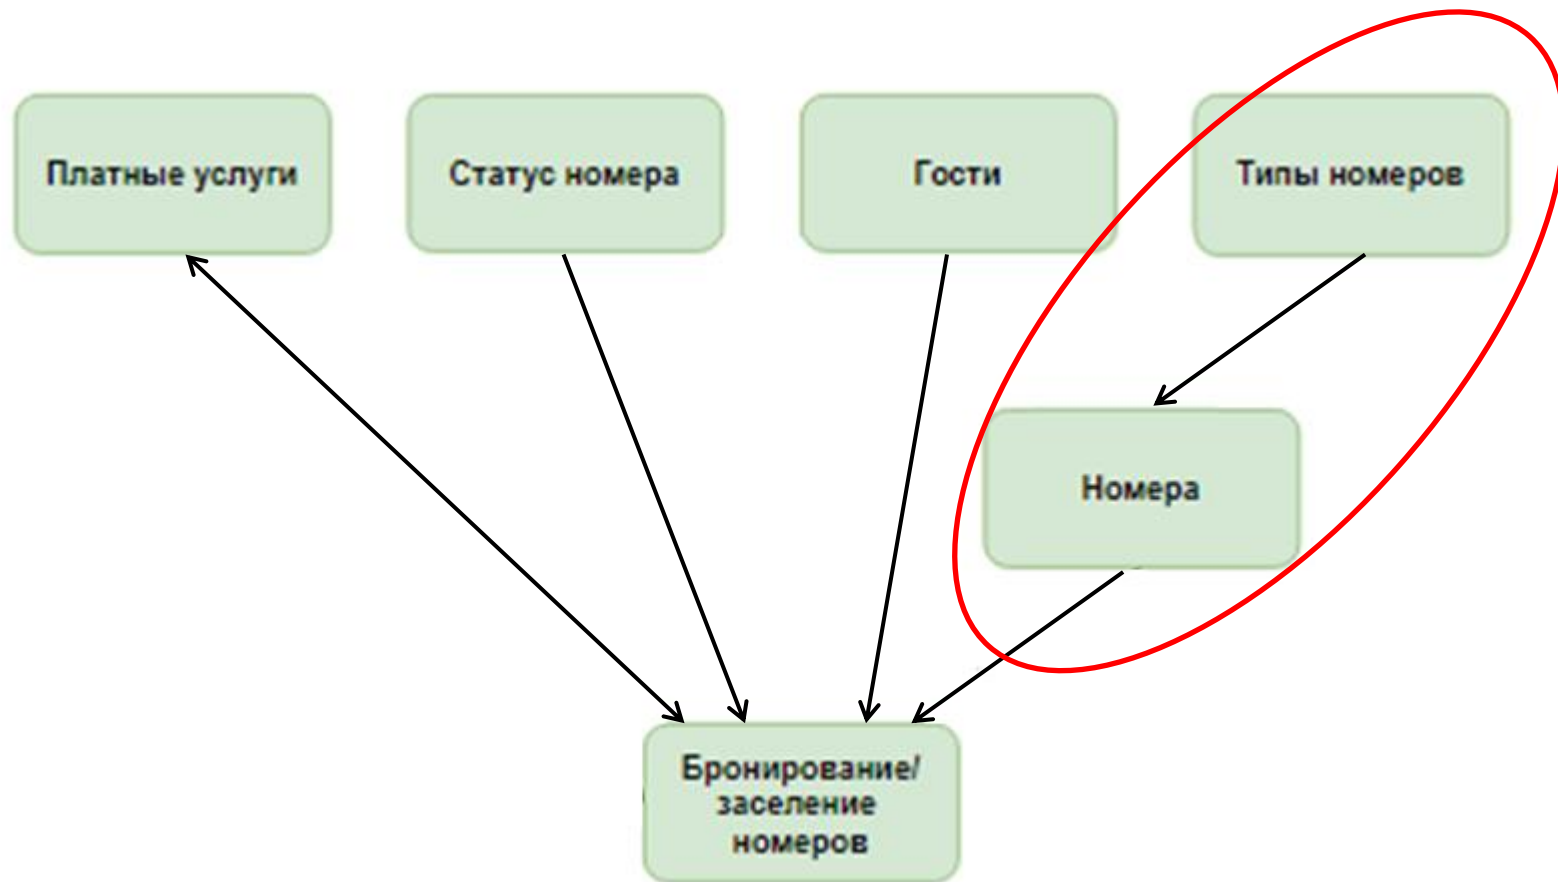 Платные услуги
Статус номера
Гости
Типы номеров
Номера
Бронирование/
заселение
номеров